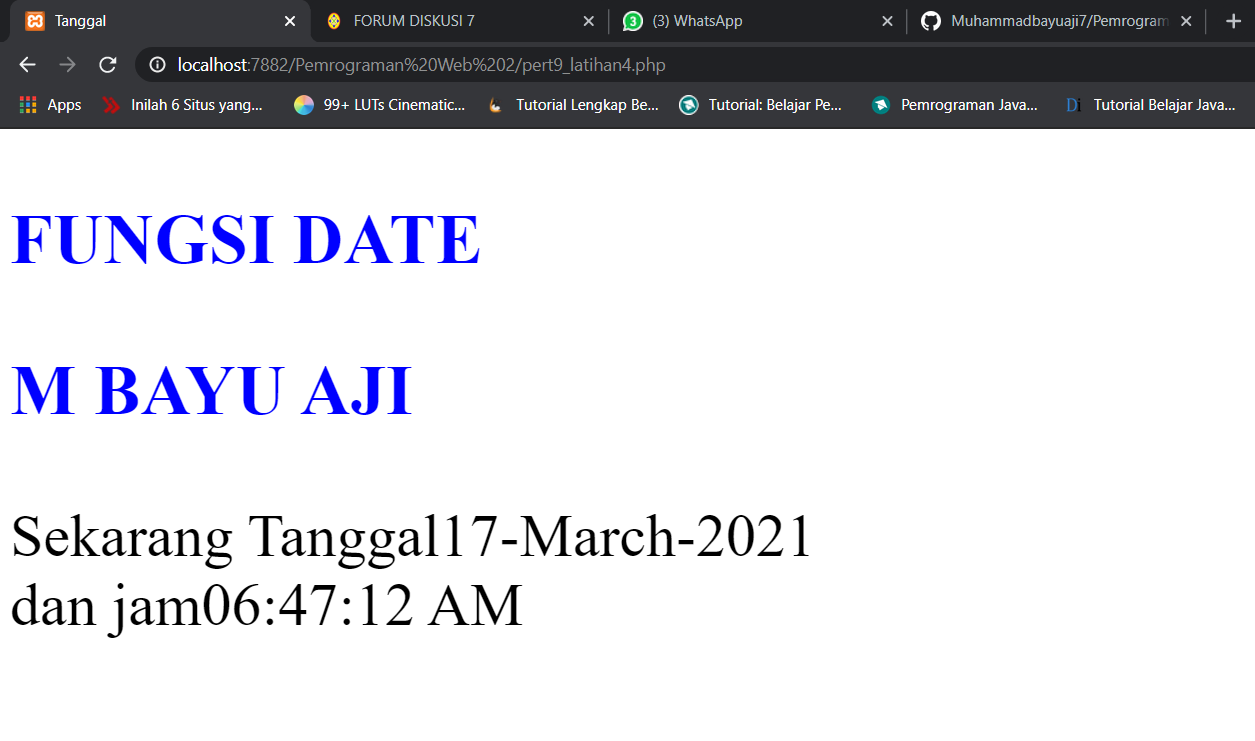 Tanggal
FORUM DISKUSI 7
(3) WhatsApp
Muhammadbayuaji7/Pemrogram
localhost:7882/Pemrograman%20Web%202/pert9_latihan4.php
Apps
Inilah 6 Situs yang...
99+ LUTs Cinematic...
Tutorial Lengkap Be...
Tutorial: Belajar Pe...
Pemrograman Java...
Tutorial Belajar Java...
FUNGSI DATE
M BAYU AJI
Sekarang Tanggal17-March-2021
dan jam06:47:12 AM